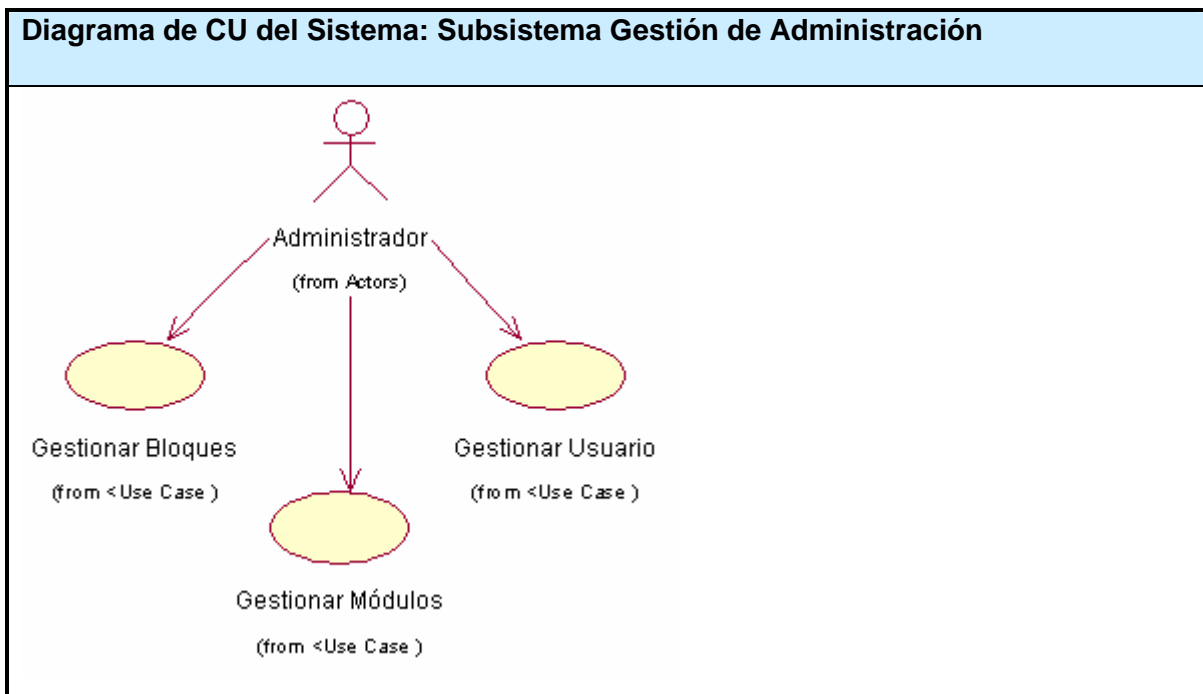 Diagrama de CU del Sistema: Subsistema Gestión de Administración
Administrador
(from Actors)
Gestionar Bloques
(from <Use Case )
Gestionar Usuario
(from <Use Case )
Gestionar Módulos
(from <Use Case )